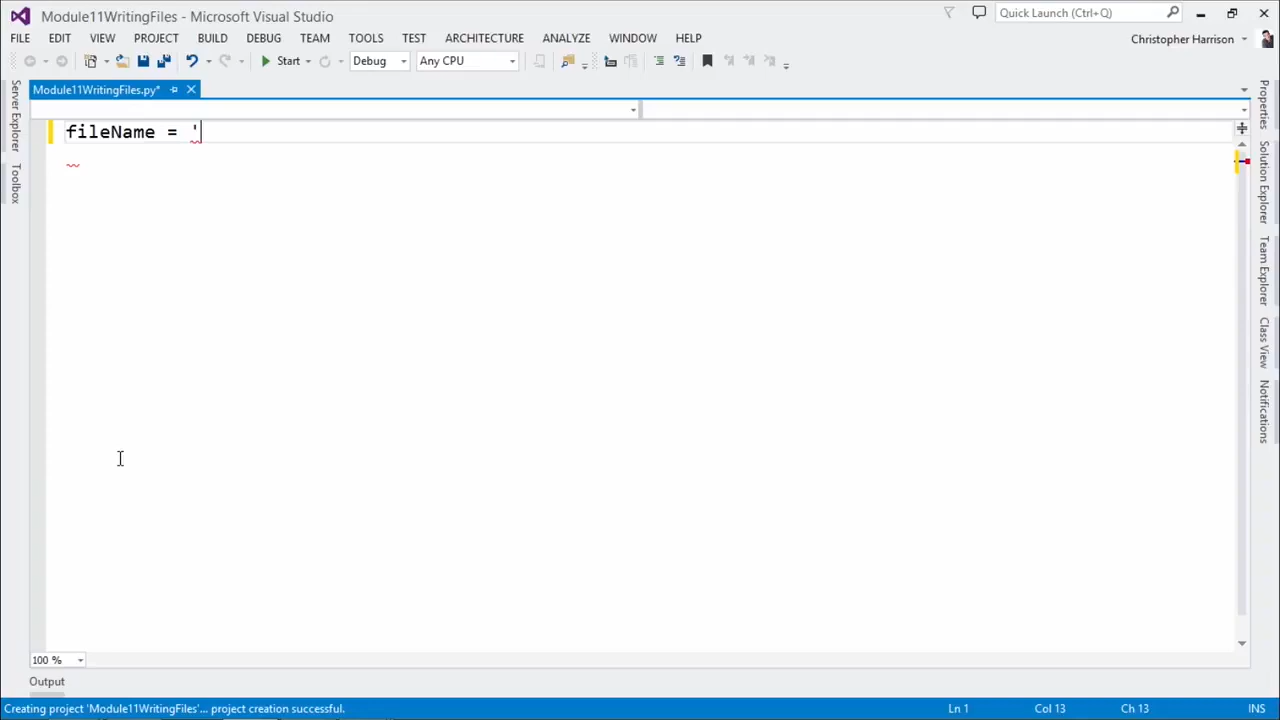 Module11WritingFiles - Microsoft Visual Studio
Quick Launch (Ctrl+Q)
FILE EDIT VIEW PROJECT BUILD DEBUG TEAM TOOLS TEST ARCHITECTURE ANALYZE WINDOW HELP
Christopher Harrison
Start Debug Any CPU
Module11WritingFiles.py*
fileName = '
Server Explorer
Toolbox
Properties
Solution Explorer
Team Explorer
Class View
Notifications
100 %
Output
Creating project 'Module11WritingFiles'... project creation successful.
Ln 1 Col 13 Ch 13 INS